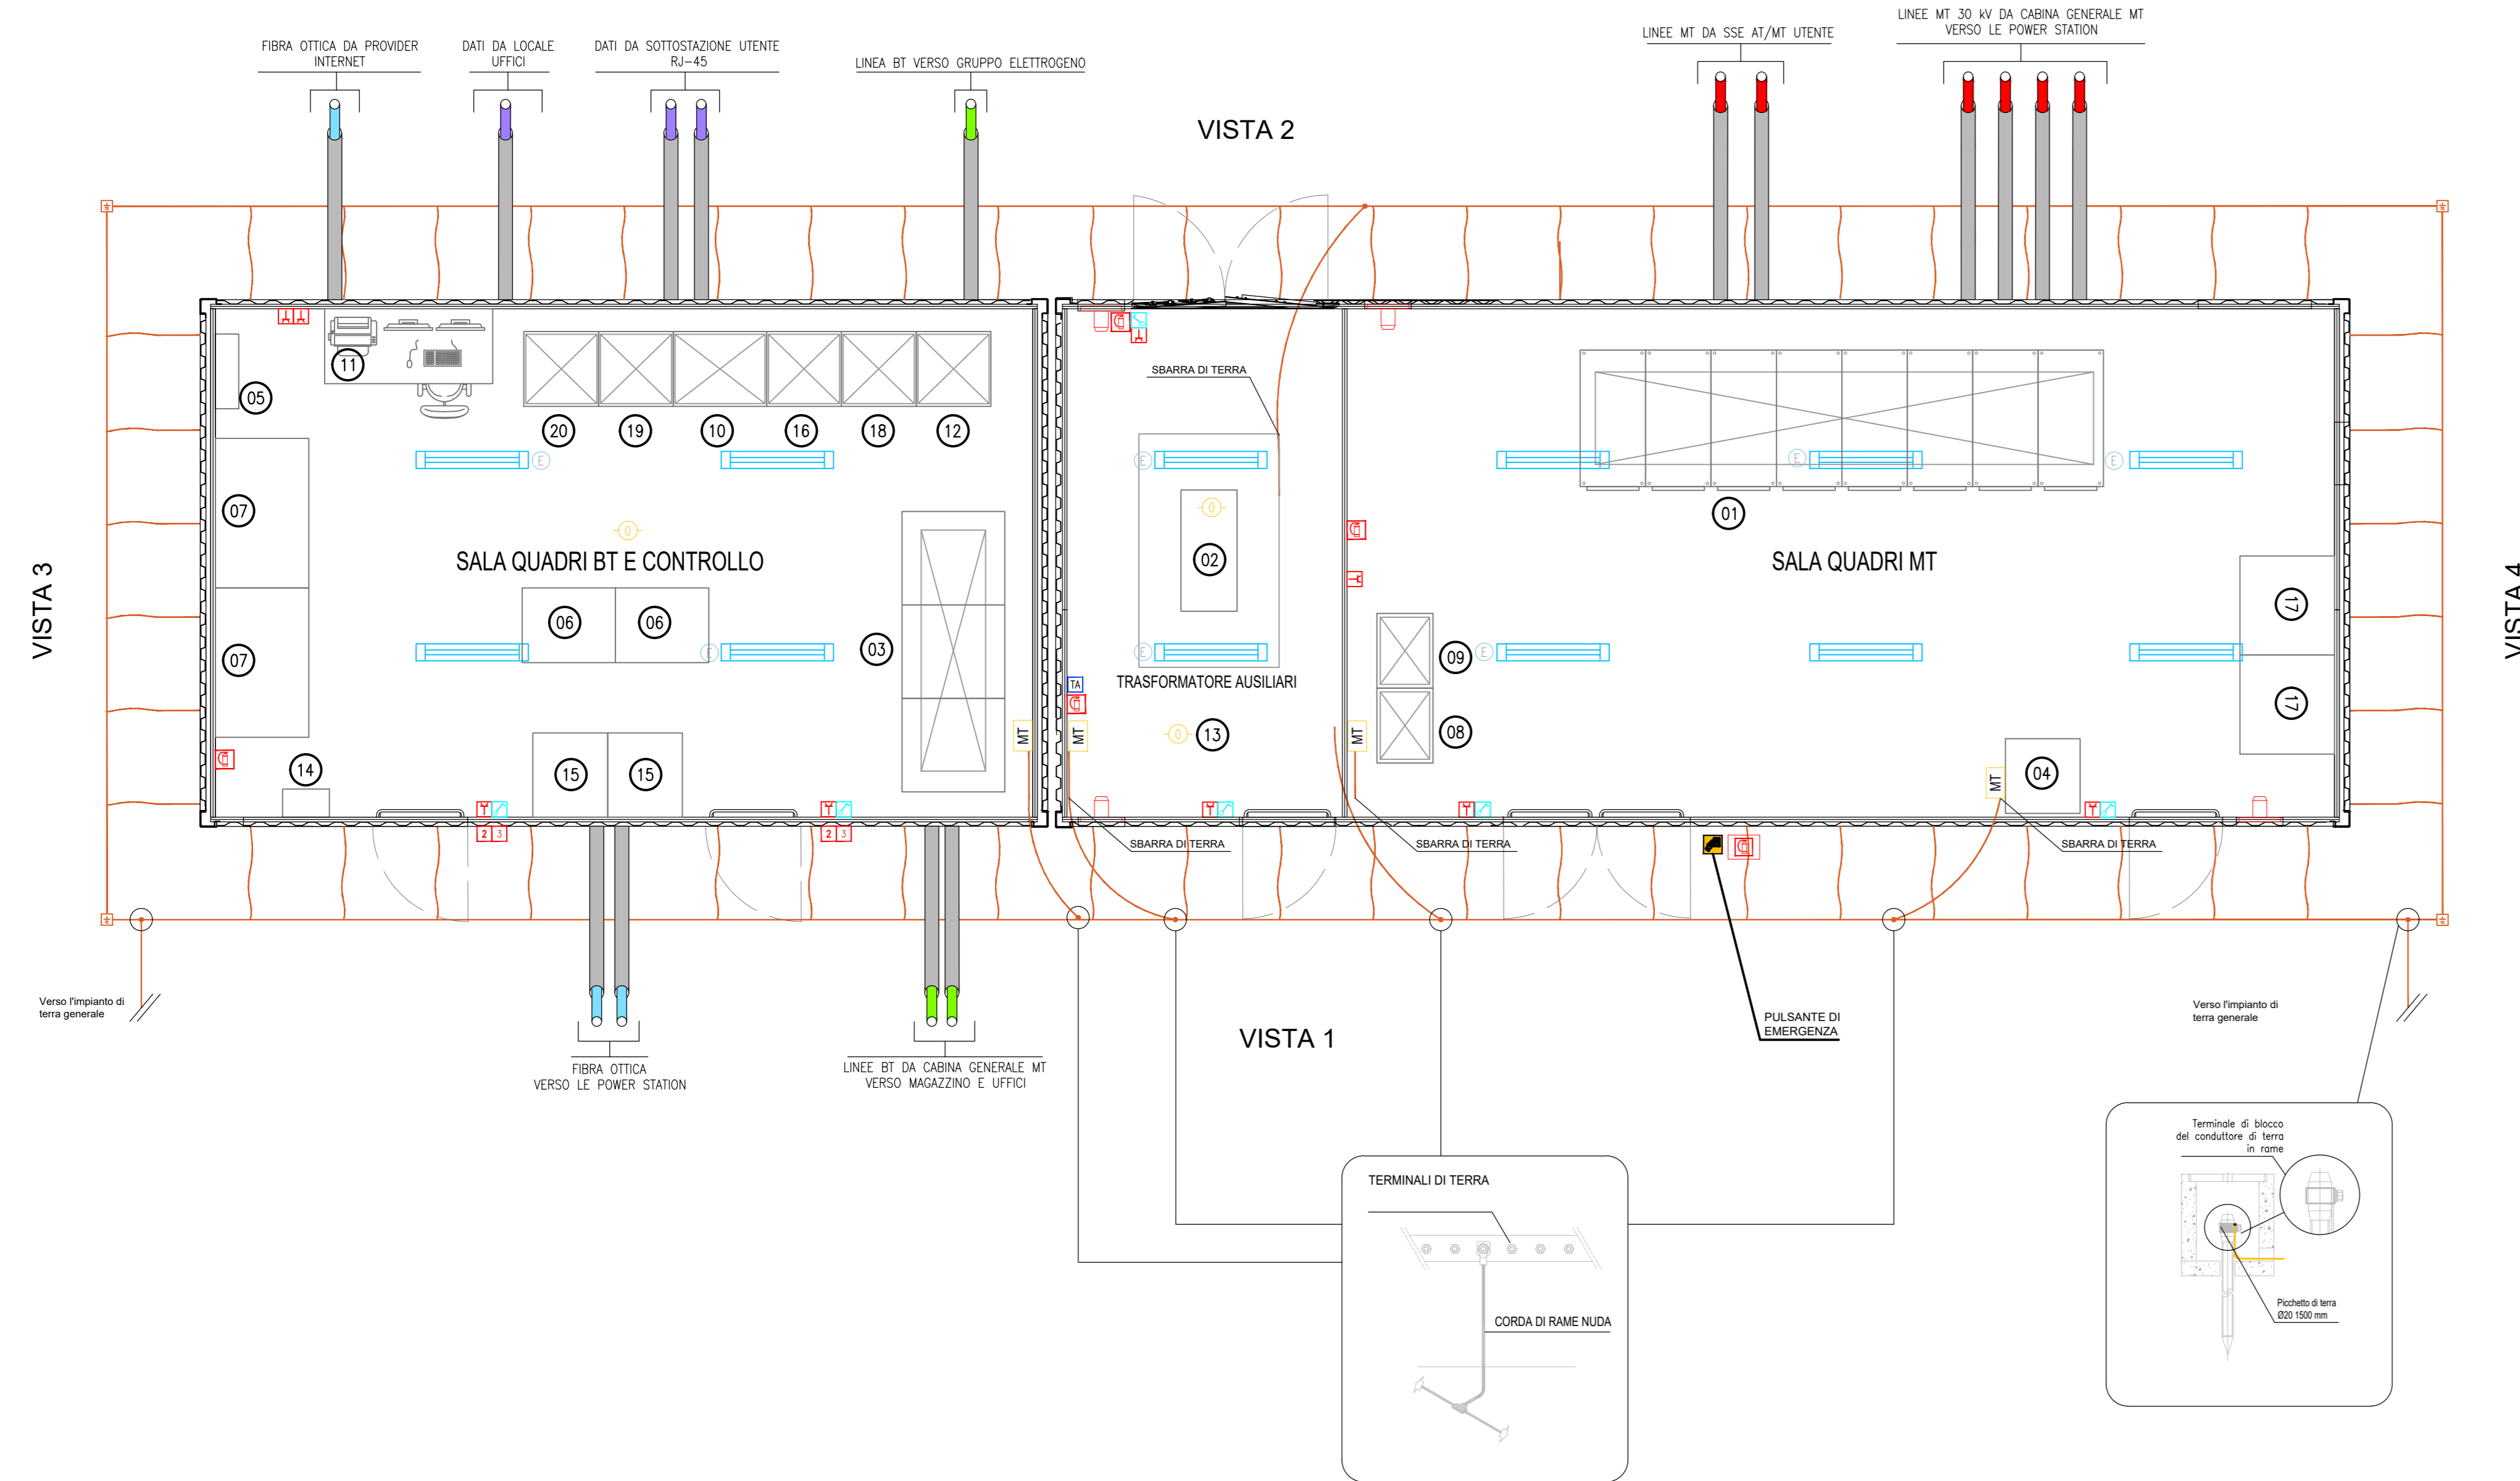 FIBRA OTTICA DA PROVIDER
INTERNET
DATI DA LOCALE
UFFICI
DATI DA SOTTOSTAZIONE UTENTE
RJ-45
LINEA BT VERSO GRUPPO ELETTROGENO
LINEE MT DA SSE AT/MT UTENTE
LINEE MT 30 kV DA CABINA GENERALE MT
VERSO LE POWER STATION
VISTA 2
11
05
20
19
10
16
18
12
SBARRA DI TERRA
E
E
E
E
07
0
0
01
02
SALA QUADRI BT E CONTROLLO
SALA QUADRI MT
VISTA 3
VISTA 4
06
06
03
07
E
E
09
E
17
17
TRASFORMATORE AUSILIARI
TA
MT
MT
0
13
MT
08
14
15
15
MT
04
2 3
2 3
SBARRA DI TERRA
SBARRA DI TERRA
SBARRA DI TERRA
Verso l'impianto di
terra generale
Verso l'impianto di
terra generale
PULSANTE DI
EMERGENZA
VISTA 1
FIBRA OTTICA
VERSO LE POWER STATION
LINEE BT DA CABINA GENERALE MT
VERSO MAGAZZINO E UFFICI
Terminale di blocco
del conduttore di terra
in rame
TERMINALI DI TERRA
CORDA DI RAME NUDA
Picchetto di terra
Ø20 1500 mm